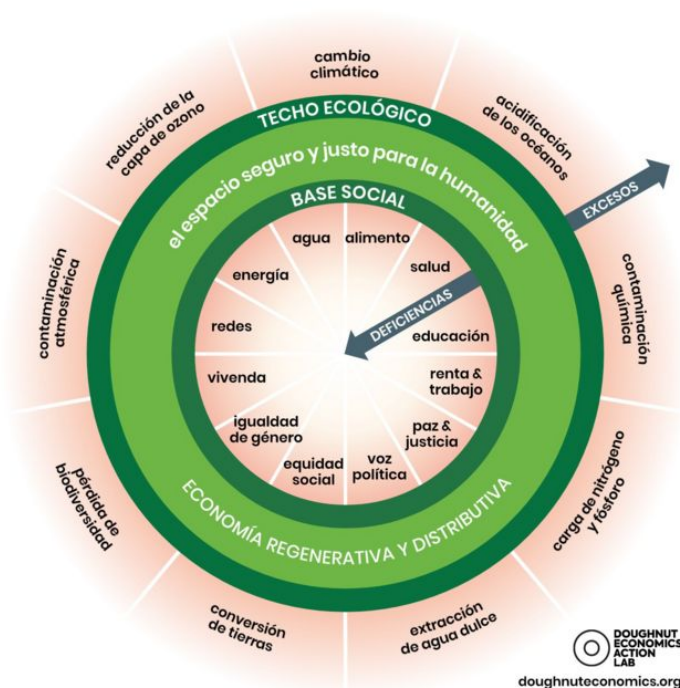 cambio
climático
acidificación
de los océanos
contaminación
química
carga de nitrógeno
y fósforo
extracción
de agua dulce
conversión
de tierras
pérdida de
biodiversidad
contaminación
atmosférica
reducción de la
capa de ozono
TECHO ECOLÓGICO
el espacio seguro y justo para la humanidad
BASE SOCIAL
EXCESOS
DEFICIENCIAS
agua
alimento
salud
educación
renta &
trabajo
paz &
justicia
voz
política
equidad
social
igualdad
de género
vivenda
redes
energía
ECONOMÍA REGENERATIVA Y DISTRIBUTIVA
DOUGHNUT
ECONOMICS
ACTION
LAB
doughnuteconomics.org